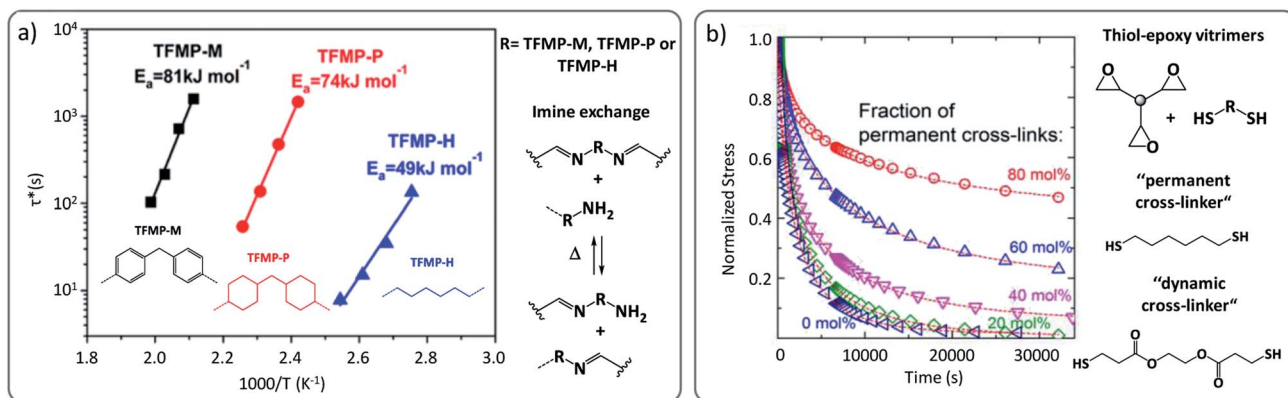 a)
TFMP-M
Eₐ=81kJ mol⁻¹
TFMP-P
Eₐ=74kJ mol⁻¹
TFMP-H
Eₐ=49kJ mol⁻¹
10⁴
10³
10²
10¹
τ*(s)
TFMP-M
TFMP-P
TFMP-H
1.8
2.0
2.2
2.4
2.6
2.8
3.0
1000/T (K⁻¹)
R= TFMP-M, TFMP-P or
TFMP-H
Imine exchange
N R N
+
R NH₂
Δ
N R NH₂
+
R N
b)
1.0
0.8
0.6
0.4
0.2
Normalized Stress
Fraction of
permanent cross-links:
80 mol%
60 mol%
40 mol%
0 mol%
20 mol%
0
10000
20000
30000
Time (s)
Thiol-epoxy vitrimers
O
O
O
+
HS R SH
“permanent
cross-linker“
HS SH
“dynamic
cross-linker“
HS O O O O SH